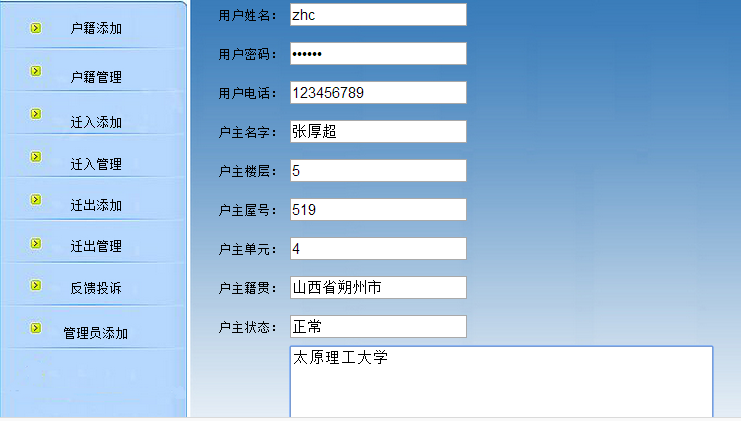 户籍添加
户籍管理
迁入添加
迁入管理
迁出添加
迁出管理
反馈投诉
管理员添加
用户姓名： zhc
用户密码： ••••••
用户电话： 123456789
户主名字： 张厚超
户主楼层： 5
户主屋号： 519
户主单元： 4
户主籍贯： 山西省朔州市
户主状态： 正常
太原理工大学